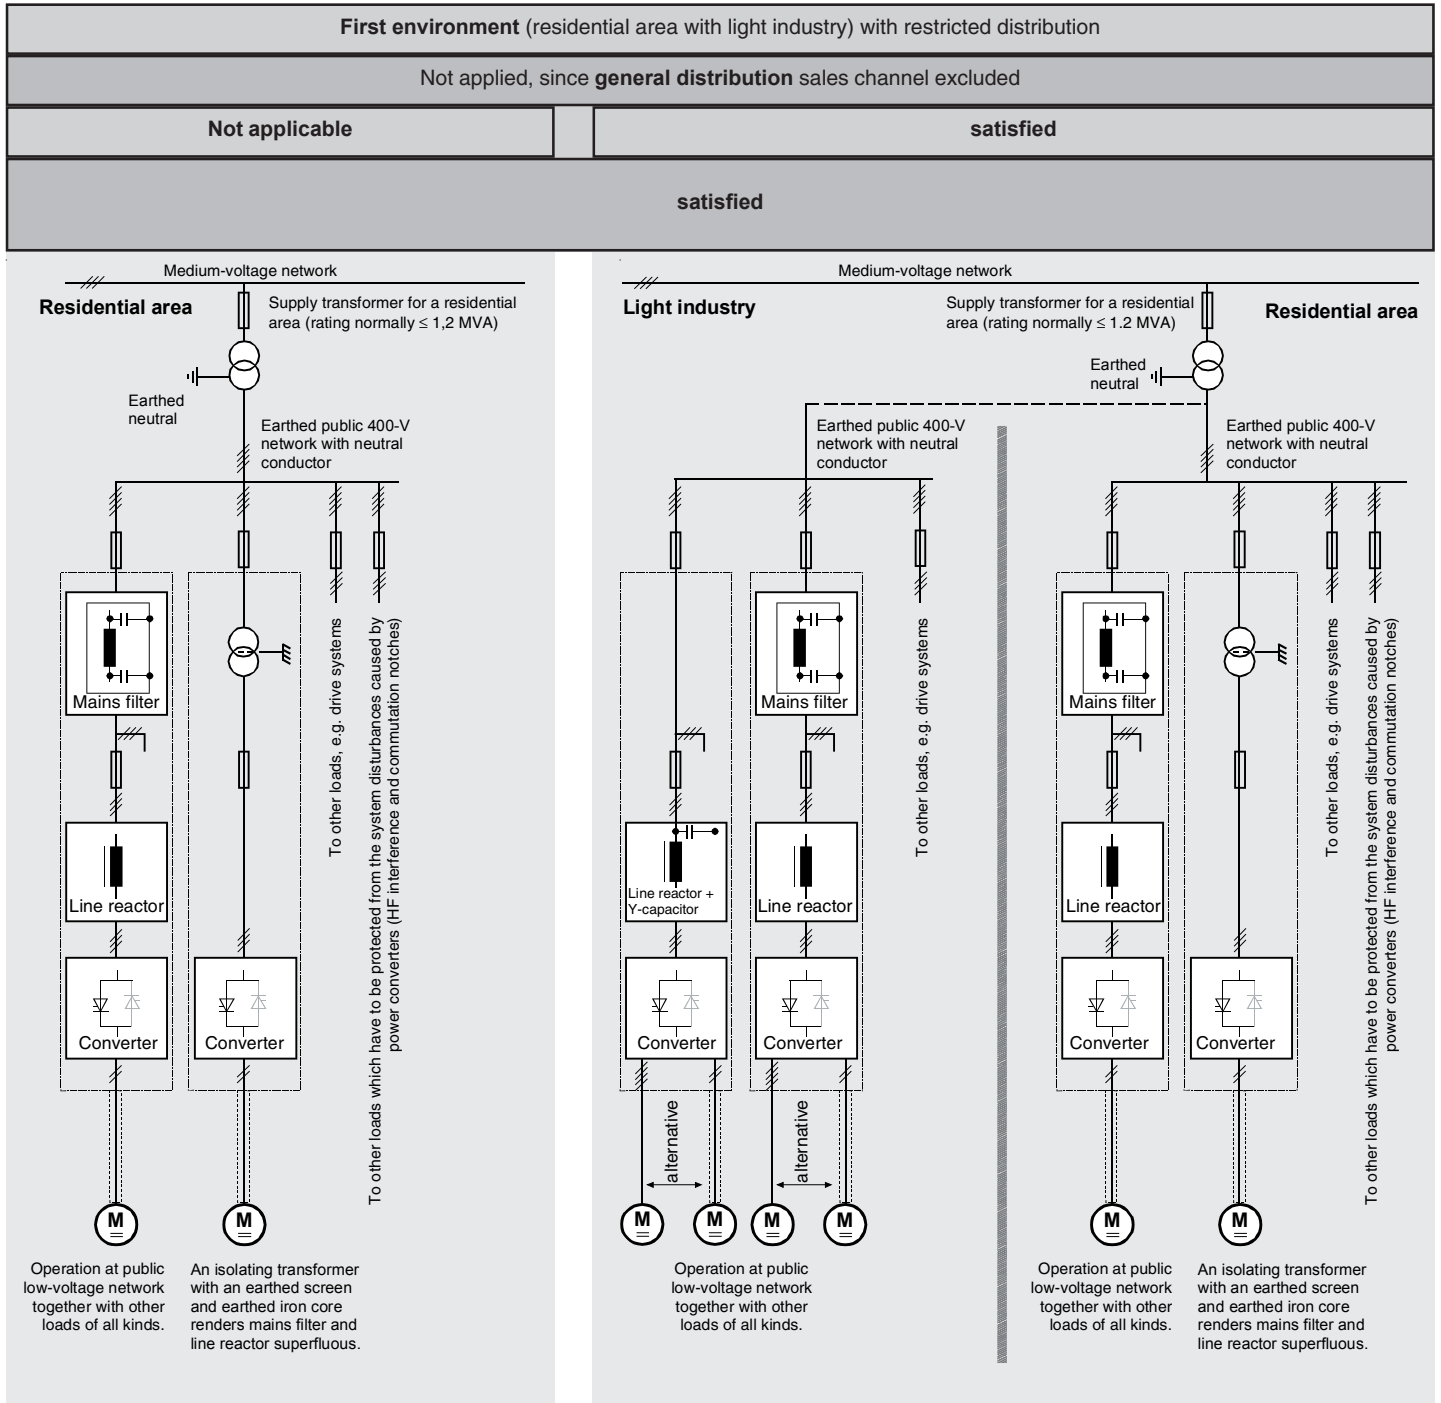 First environment (residential area with light industry) with restricted distribution
Not applied, since general distribution sales channel excluded
Not applicable
satisfied
satisfied
Medium-voltage network
Residential area
Supply transformer for a residential
area (rating normally ≤ 1,2 MVA)
Earthed
neutral
Earthed public 400-V
network with neutral
conductor
Mains filter
Line reactor
Converter
Converter
To other loads, e.g. drive systems
To other loads which have to be protected from the system disturbances caused by
power converters (HF interference and commutation notches)
M
M
Operation at public
low-voltage network
together with other
loads of all kinds.
An isolating transformer
with an earthed screen
and earthed iron core
renders mains filter and
line reactor superfluous.
Medium-voltage network
Light industry
Supply transformer for a residential
area (rating normally ≤ 1.2 MVA)
Residential area
Earthed
neutral
Earthed public 400-V
network with neutral
conductor
Earthed public 400-V
network with neutral
conductor
Mains filter
Line reactor +
Y-capacitor
Line reactor
Converter
Converter
To other loads, e.g. drive systems
alternative
alternative
M
M
M
M
Operation at public
low-voltage network
together with other
loads of all kinds.
Mains filter
Line reactor
Converter
Converter
To other loads, e.g. drive systems
To other loads which have to be protected from the system disturbances caused by
power converters (HF interference and commutation notches)
M
M
Operation at public
low-voltage network
together with other
loads of all kinds.
An isolating transformer
with an earthed screen
and earthed iron core
renders mains filter and
line reactor superfluous.